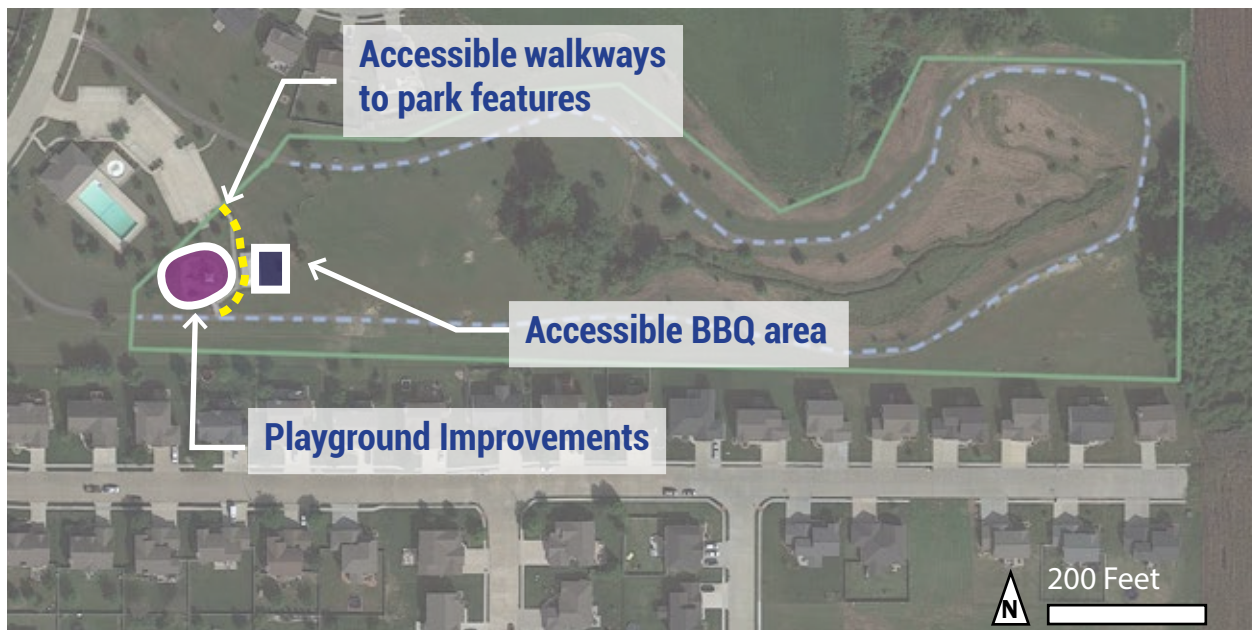 Accessible walkways
to park features
Accessible BBQ area
Playground Improvements
F
N
200 Feet